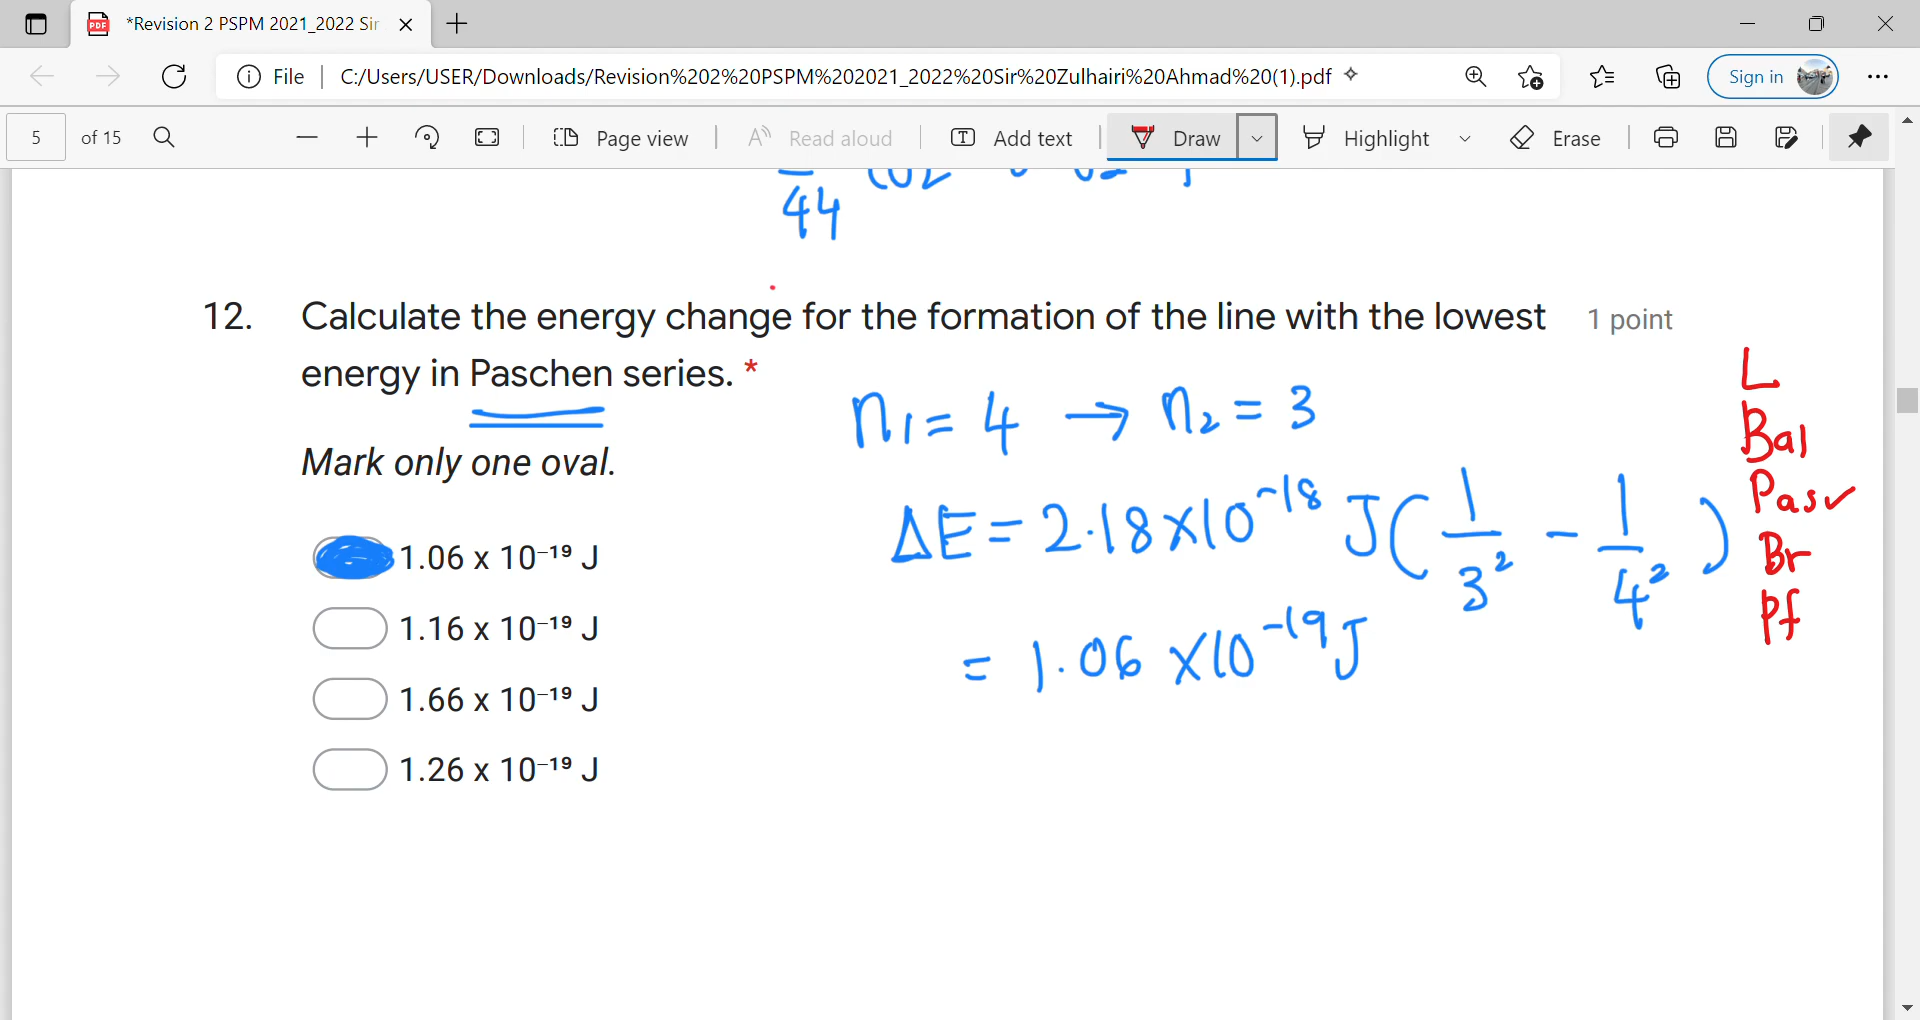 *Revision 2 PSPM 2021_2022 Sir
File | C:/Users/USER/Downloads/Revision%202%20PSPM%202021_2022%20Sir%20Zulhairi%20Ahmad%20(1).pdf
Sign in
5 of 15
Page view
Read aloud
Add text
Draw
Highlight
Erase
44
12. Calculate the energy change for the formation of the line with the lowest 1 point
energy in Paschen series. *
n₁ = 4 → n₂ = 3
Mark only one oval.
ΔE = 2.18×10⁻¹⁸ J(1/3² - 1/4²)
= 1.06 ×10⁻¹⁹J
1.06 x 10⁻¹⁹ J
1.16 x 10⁻¹⁹ J
1.66 x 10⁻¹⁹ J
1.26 x 10⁻¹⁹ J
L
Bal
Pas✓
Br
Pf